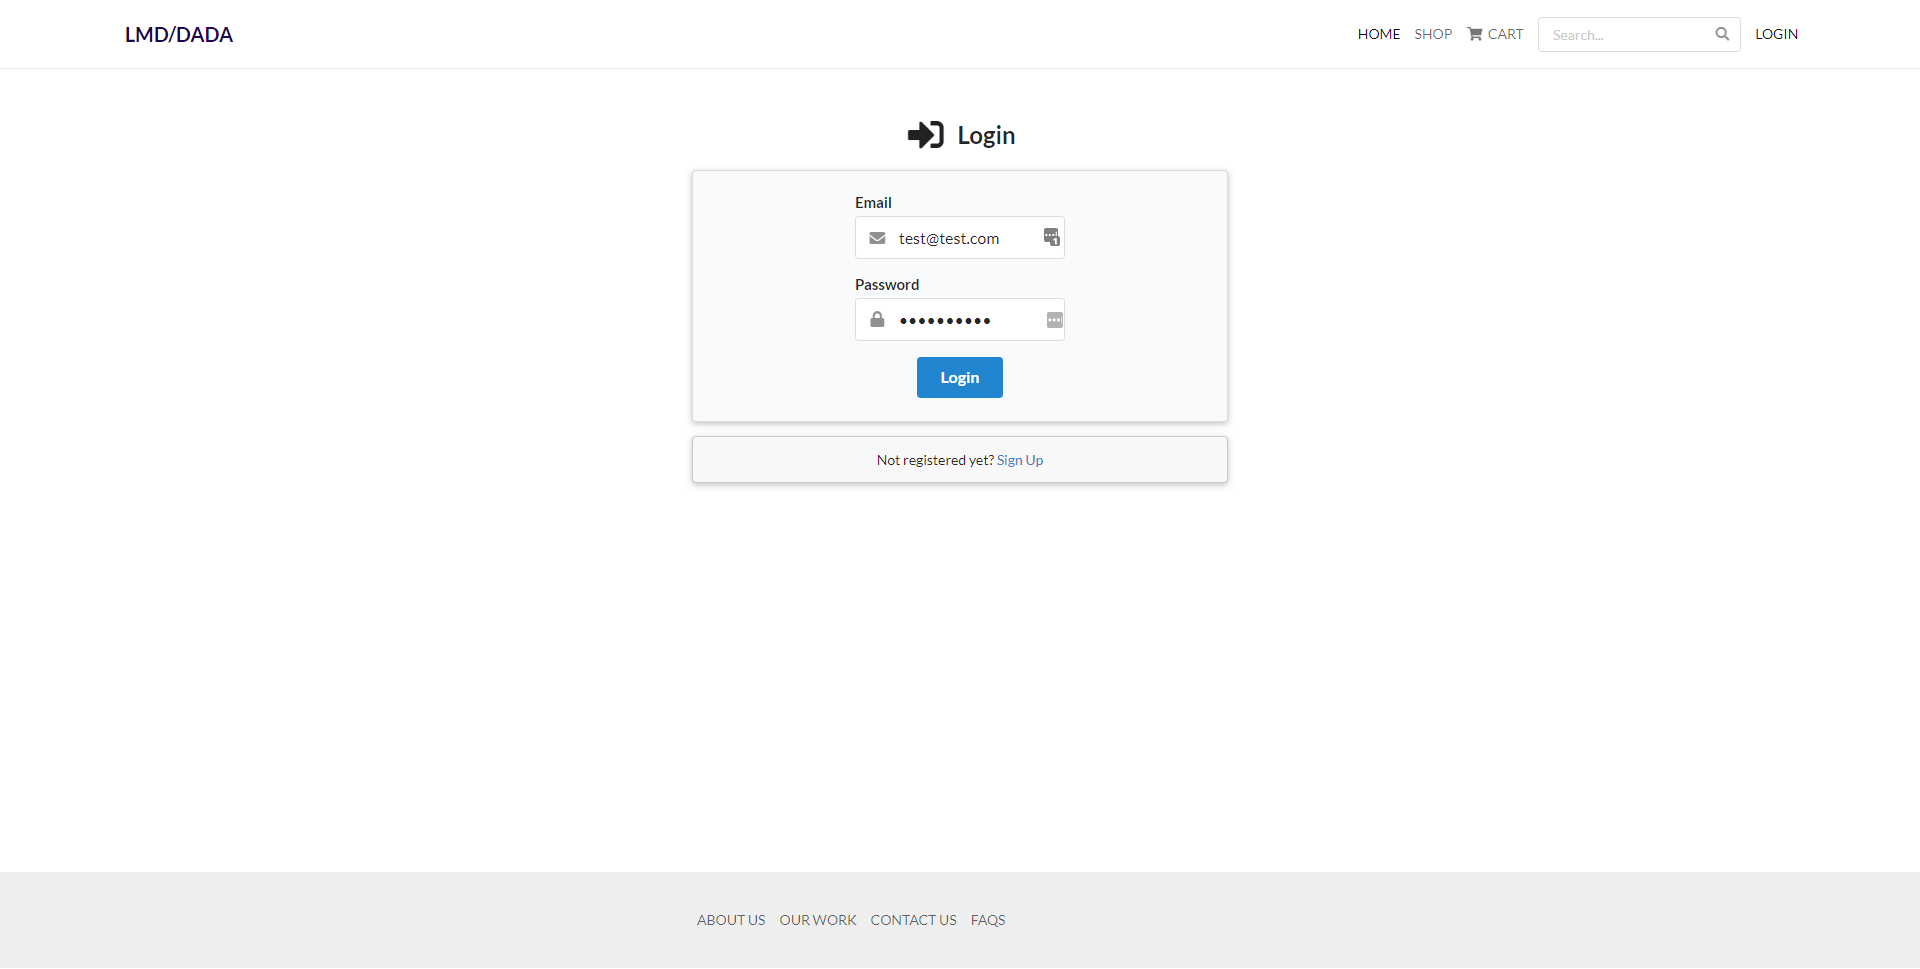 LMD/DADA
HOME SHOP CART Search... LOGIN
Login
Email
test@test.com
Password
••••••••••
Login
Not registered yet? Sign Up
ABOUT US OUR WORK CONTACT US FAQS